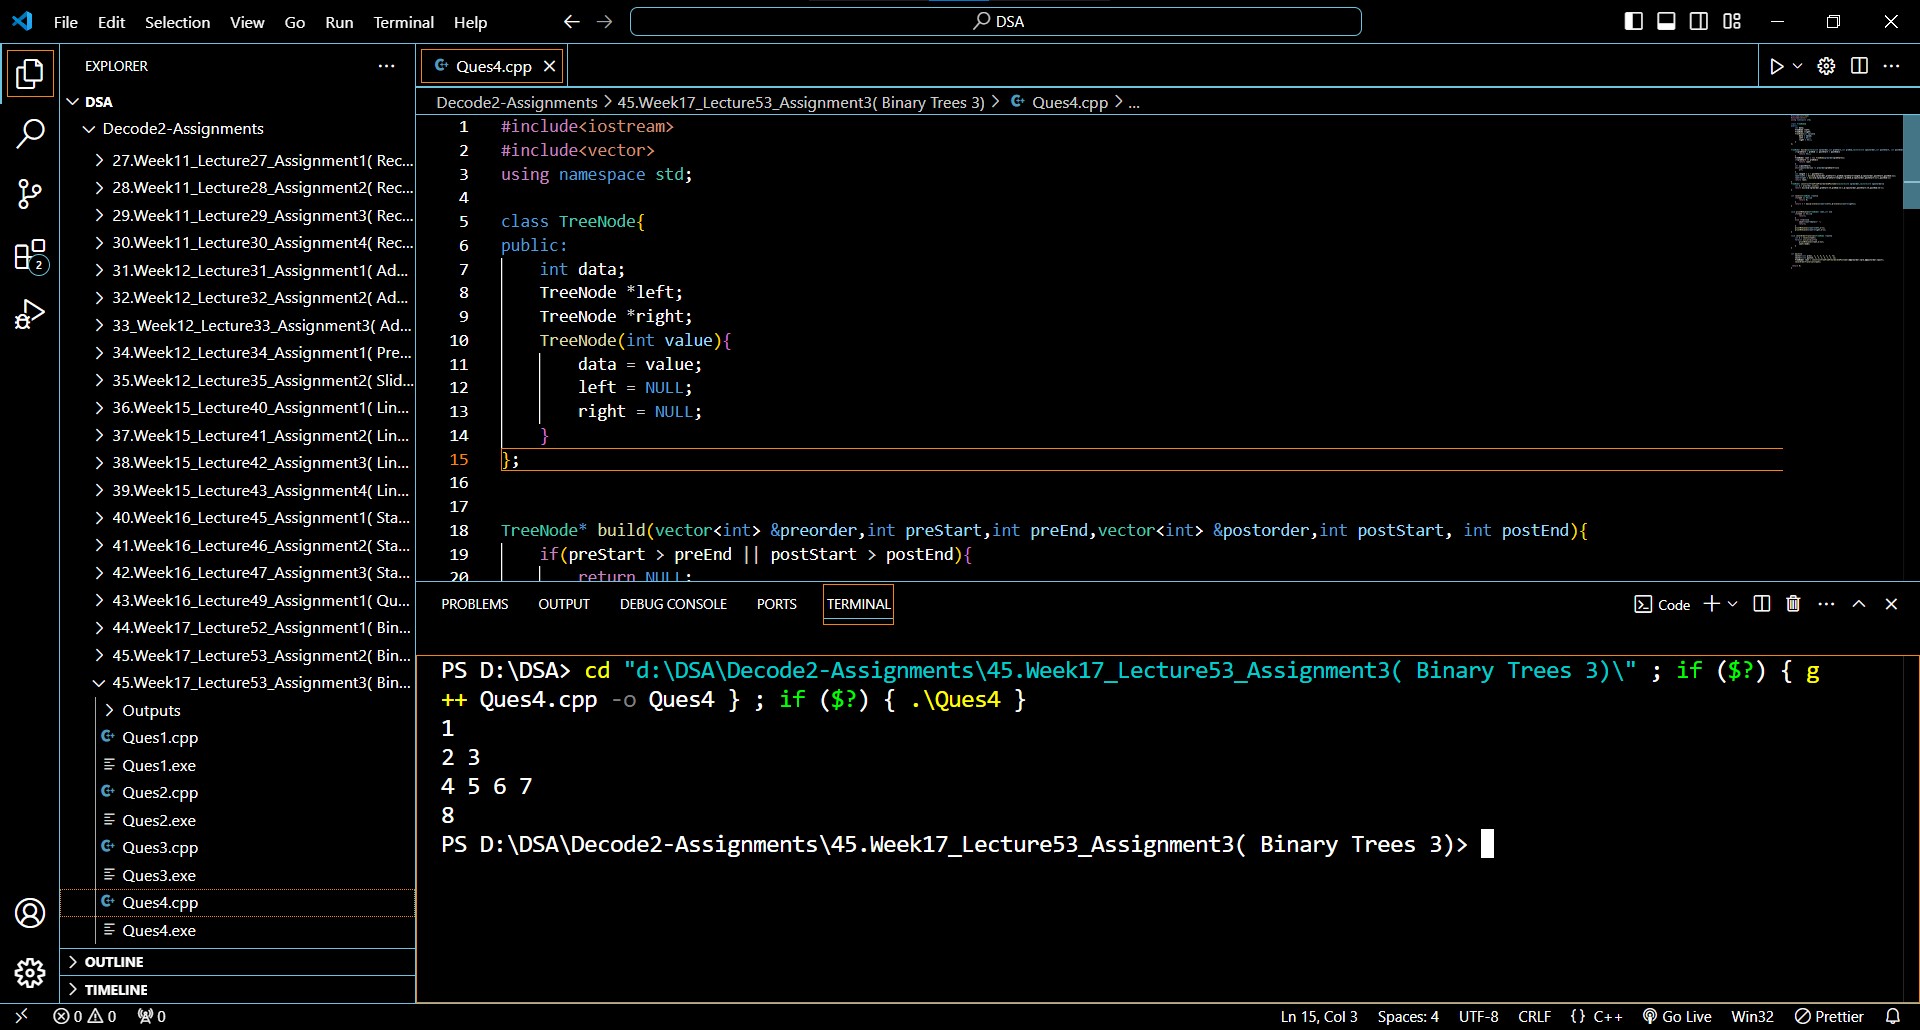 File Edit Selection View Go Run Terminal Help
DSA
EXPLORER
DSA
Decode2-Assignments
27.Week11_Lecture27_Assignment1( Rec...
28.Week11_Lecture28_Assignment2( Rec...
29.Week11_Lecture29_Assignment3( Rec...
30.Week11_Lecture30_Assignment4( Rec...
31.Week12_Lecture31_Assignment1( Ad...
32.Week12_Lecture32_Assignment2( Ad...
33_Week12_Lecture33_Assignment3( Ad...
34.Week12_Lecture34_Assignment1( Pre...
35.Week12_Lecture35_Assignment2( Slid...
36.Week15_Lecture40_Assignment1( Lin...
37.Week15_Lecture41_Assignment2( Lin...
38.Week15_Lecture42_Assignment3( Lin...
39.Week15_Lecture43_Assignment4( Lin...
40.Week16_Lecture45_Assignment1( Sta...
41.Week16_Lecture46_Assignment2( Sta...
42.Week16_Lecture47_Assignment3( Sta...
43.Week16_Lecture49_Assignment1( Qu...
44.Week17_Lecture52_Assignment1( Bin...
45.Week17_Lecture53_Assignment2( Bin...
45.Week17_Lecture53_Assignment3( Bin...
Outputs
Ques1.cpp
Ques1.exe
Ques2.cpp
Ques2.exe
Ques3.cpp
Ques3.exe
Ques4.cpp
Ques4.exe
OUTLINE
TIMELINE
2
Ques4.cpp
Decode2-Assignments > 45.Week17_Lecture53_Assignment3( Binary Trees 3) > Ques4.cpp > ...
1 #include<iostream>
2 #include<vector>
3 using namespace std;
4
5 class TreeNode{
6 public:
7 int data;
8 TreeNode *left;
9 TreeNode *right;
10 TreeNode(int value){
11 data = value;
12 left = NULL;
13 right = NULL;
14 }
15 };
16
17
18 TreeNode* build(vector<int> &preorder,int preStart,int preEnd,vector<int> &postorder,int postStart, int postEnd){
19 if(preStart > preEnd || postStart > postEnd){
20 return NULL;
PROBLEMS OUTPUT DEBUG CONSOLE PORTS TERMINAL
Code
PS D:\DSA> cd "d:\DSA\Decode2-Assignments\45.Week17_Lecture53_Assignment3( Binary Trees 3)\" ; if ($?) { g
++ Ques4.cpp -o Ques4 } ; if ($?) { .\Ques4 }
1
2 3
4 5 6 7
8
PS D:\DSA\Decode2-Assignments\45.Week17_Lecture53_Assignment3( Binary Trees 3)>
0 0 0
Ln 15, Col 3 Spaces: 4 UTF-8 CRLF {} C++ Go Live Win32 Prettier